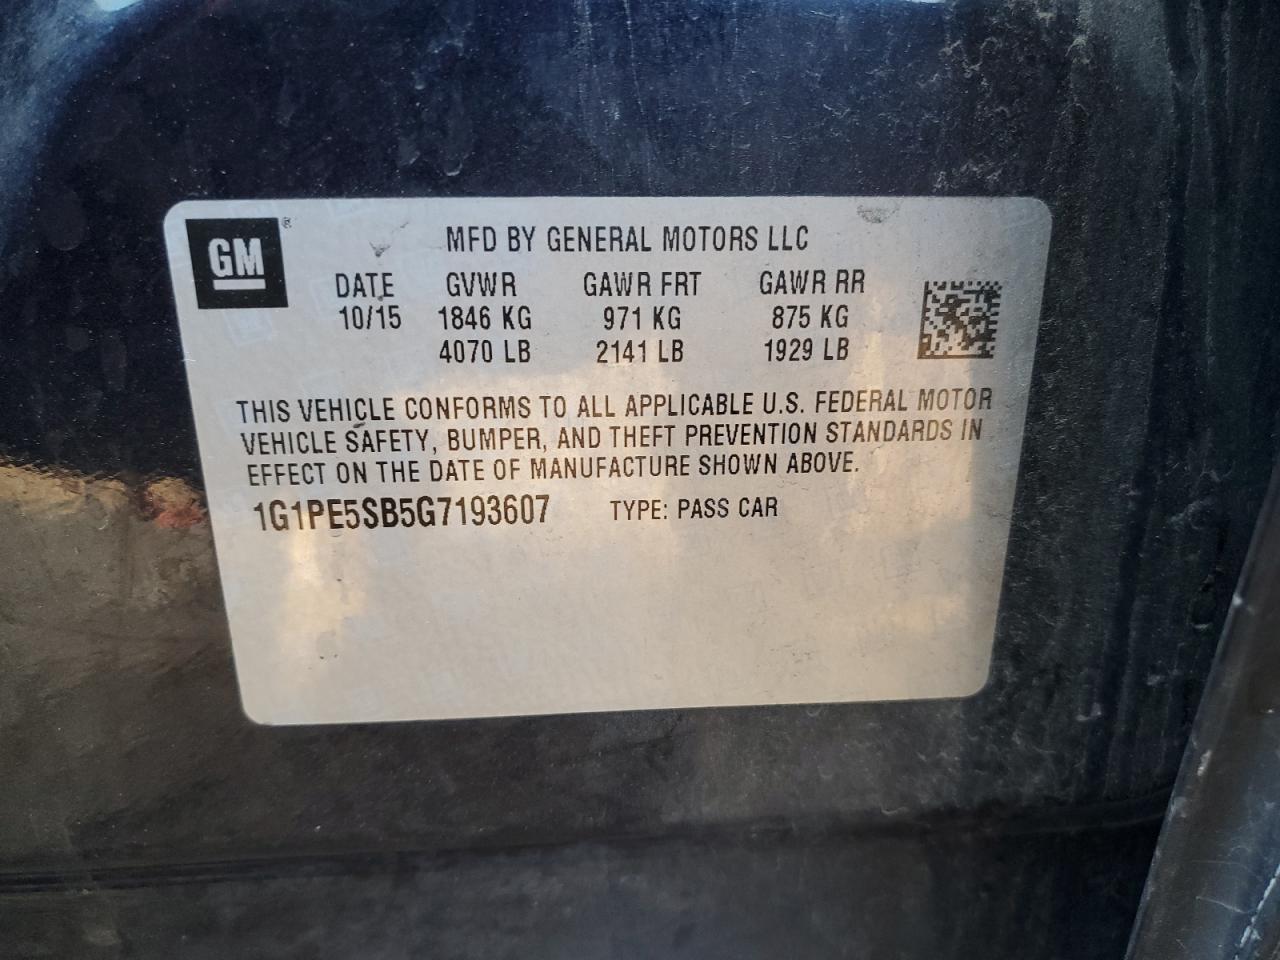 GM ®
MFD BY GENERAL MOTORS LLC
DATE GVWR GAWR FRT GAWR RR
10/15 1846 KG 971 KG 875 KG
4070 LB 2141 LB 1929 LB
THIS VEHICLE CONFORMS TO ALL APPLICABLE U.S. FEDERAL MOTOR
VEHICLE SAFETY, BUMPER, AND THEFT PREVENTION STANDARDS IN
EFFECT ON THE DATE OF MANUFACTURE SHOWN ABOVE.
1G1PE5SB5G7193607 TYPE: PASS CAR